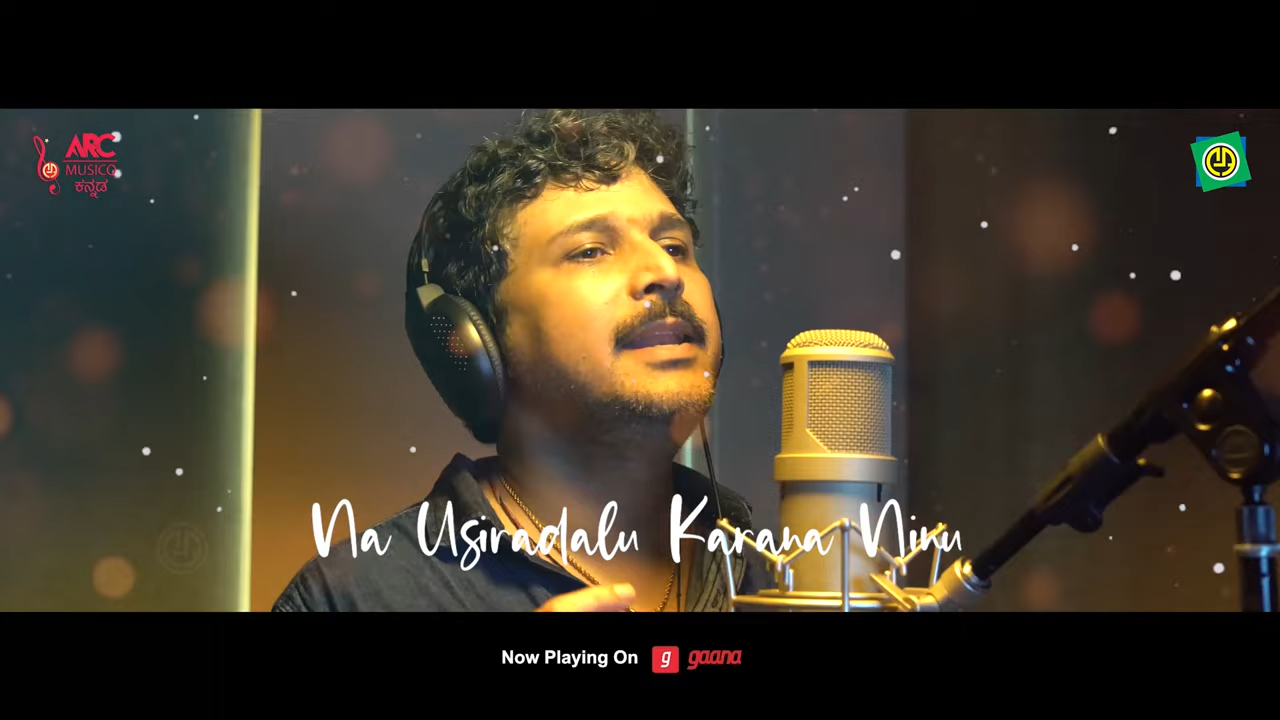 ARC
MUSICQ
ಕನ್ನಡ
Na Usiradalu Karana Ninu
Now Playing On g gaana